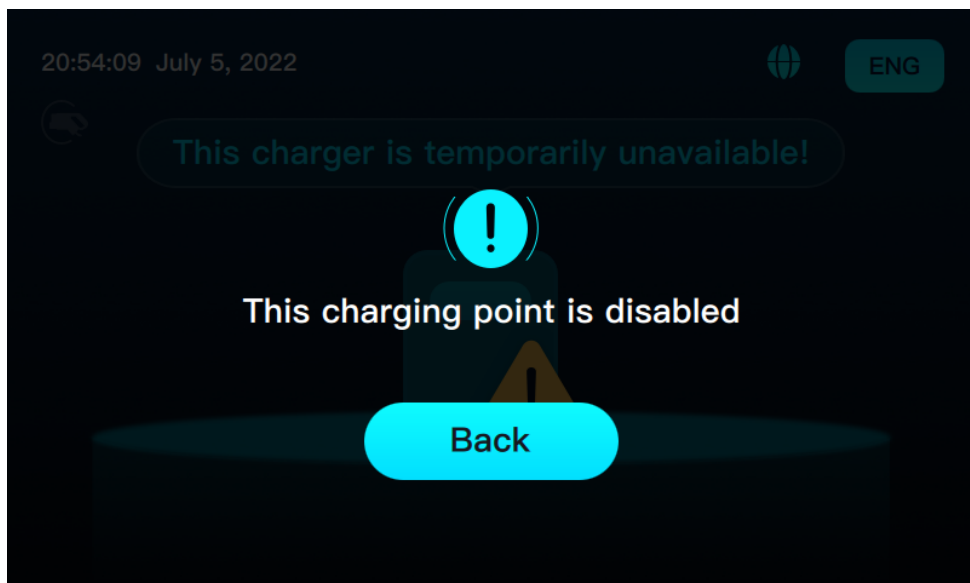 20:54:09 July 5, 2022
ENG
This charger is temporarily unavailable!
This charging point is disabled
Back